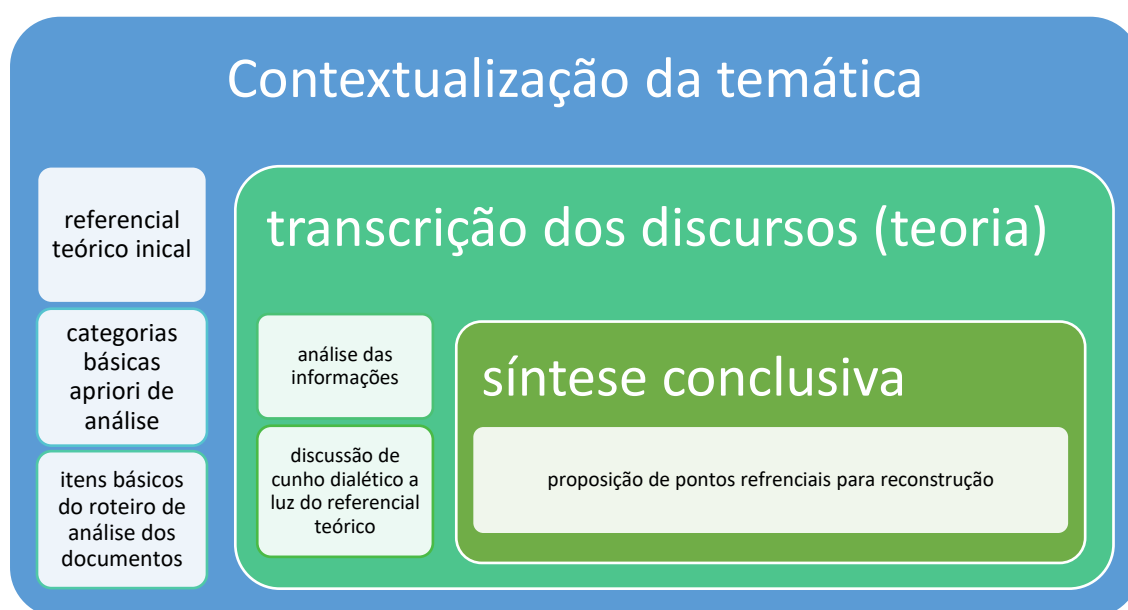 Contextualização da temática
referencial
teórico inical
categorias
básicas
apriori de
análise
itens básicos
do roteiro de
análise dos
documentos
transcrição dos discursos (teoria)
análise das
informações
discussão de
cunho dialético a
luz do referencial
teórico
síntese conclusiva
proposição de pontos refrenciais para reconstrução